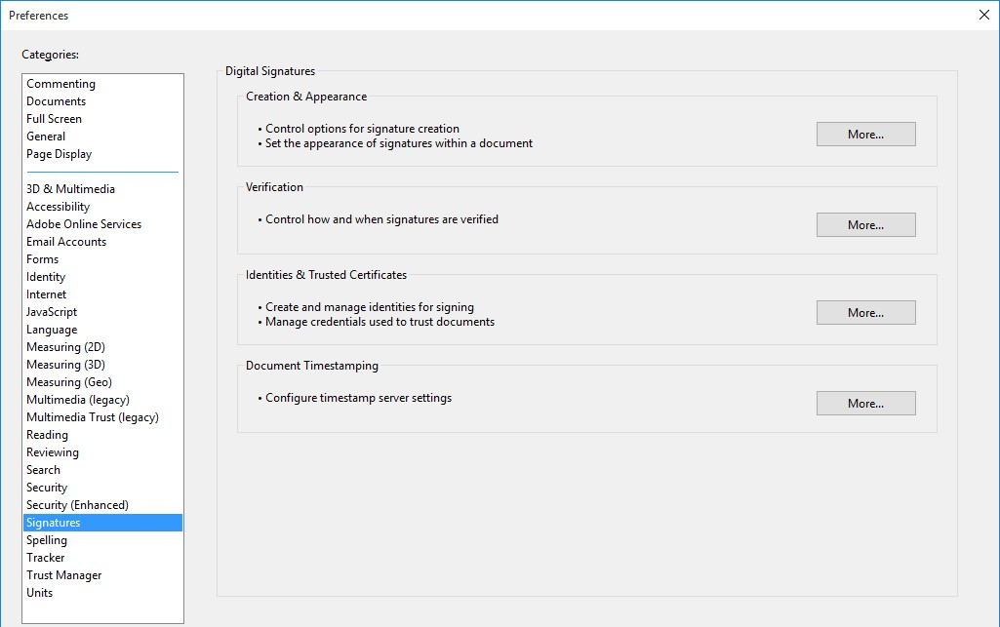 Preferences
Categories:
Commenting
Documents
Full Screen
General
Page Display
3D & Multimedia
Accessibility
Adobe Online Services
Email Accounts
Forms
Identity
Internet
JavaScript
Language
Measuring (2D)
Measuring (3D)
Measuring (Geo)
Multimedia (legacy)
Multimedia Trust (legacy)
Reading
Reviewing
Search
Security
Security (Enhanced)
Signatures
Spelling
Tracker
Trust Manager
Units
Digital Signatures
Creation & Appearance
• Control options for signature creation
• Set the appearance of signatures within a document
More...
Verification
• Control how and when signatures are verified
More...
Identities & Trusted Certificates
• Create and manage identities for signing
• Manage credentials used to trust documents
More...
Document Timestamping
• Configure timestamp server settings
More...